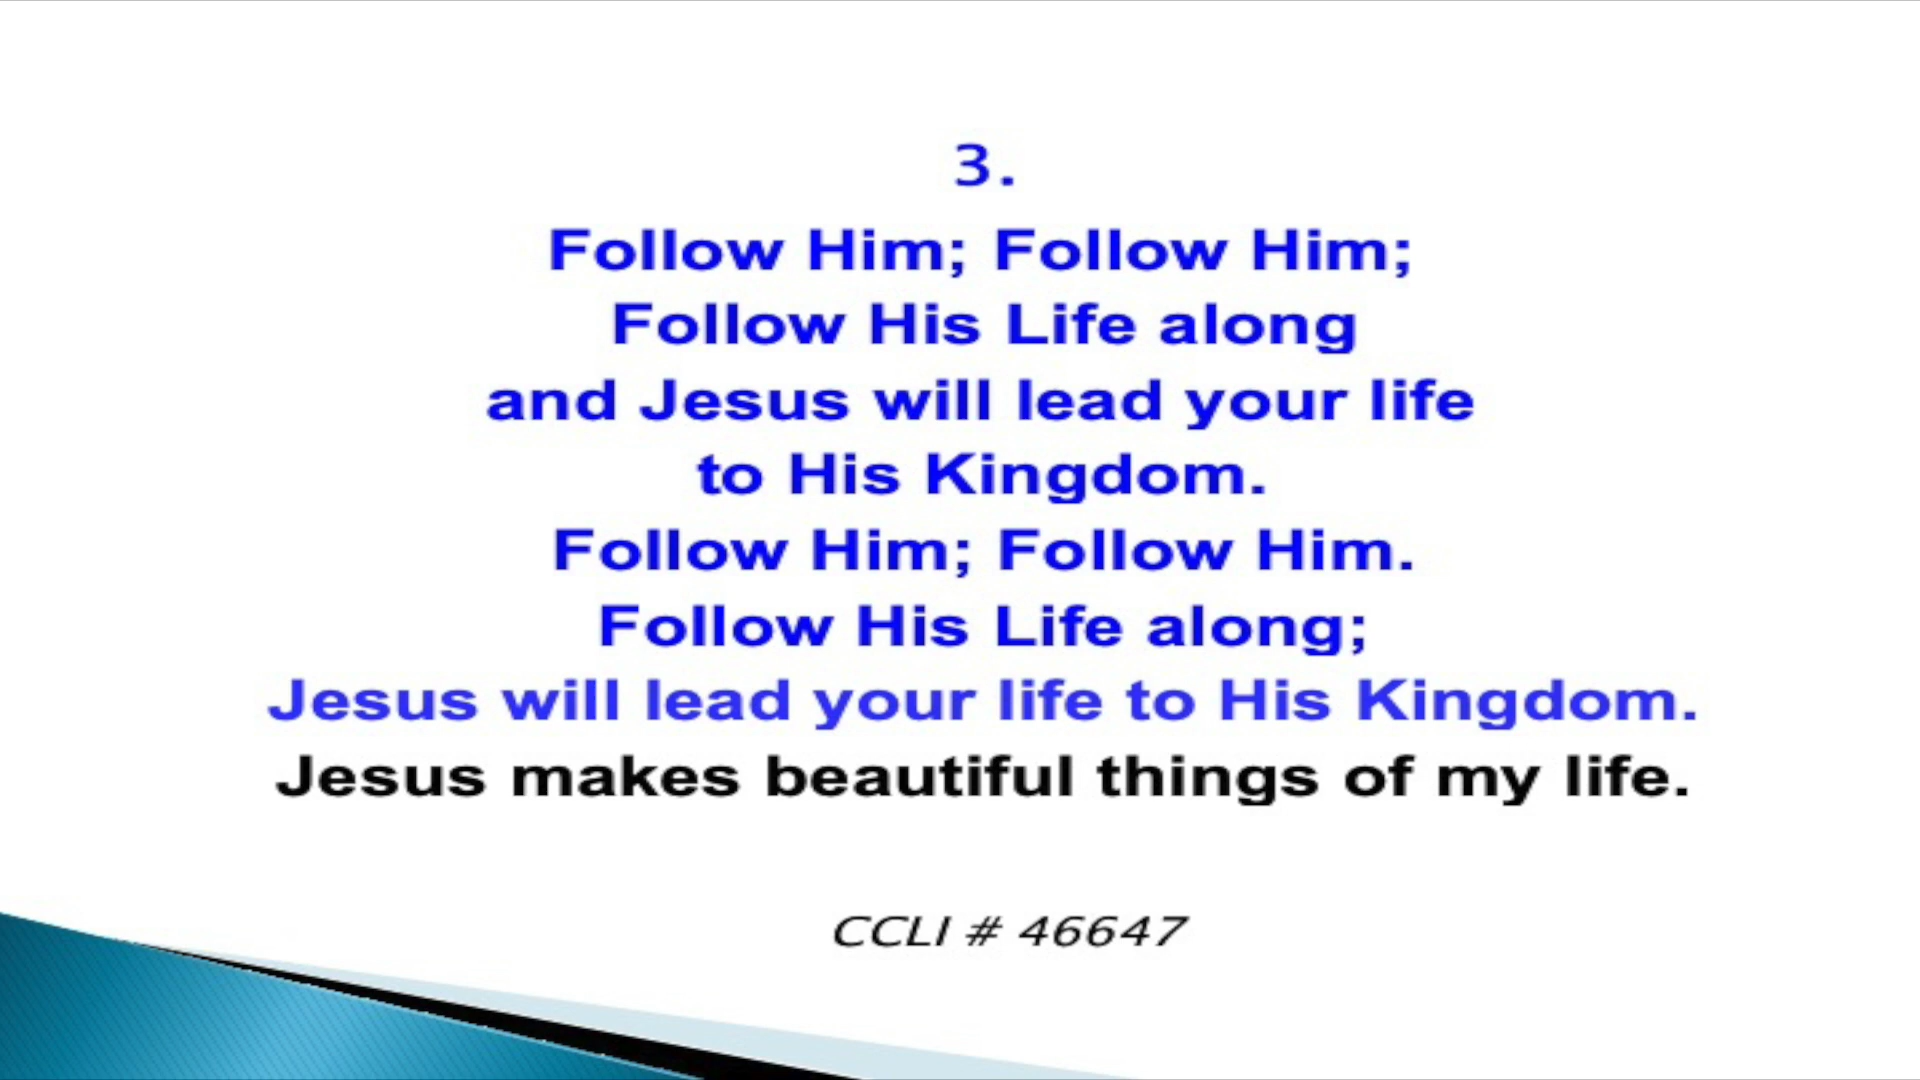 3.
Follow Him; Follow Him;
Follow His Life along
and Jesus will lead your life
to His Kingdom.
Follow Him; Follow Him.
Follow His Life along;
Jesus will lead your life to His Kingdom.
Jesus makes beautiful things of my life.
CCLI # 46647